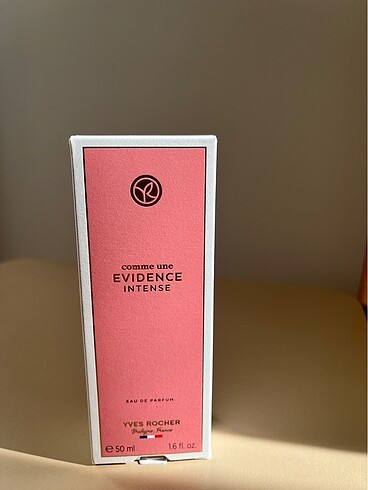 comme une
EVIDENCE
INTENSE
EAU DE PARFUM
YVES ROCHER
Bretagne, France
e 50 ml 1.6 fl. oz.